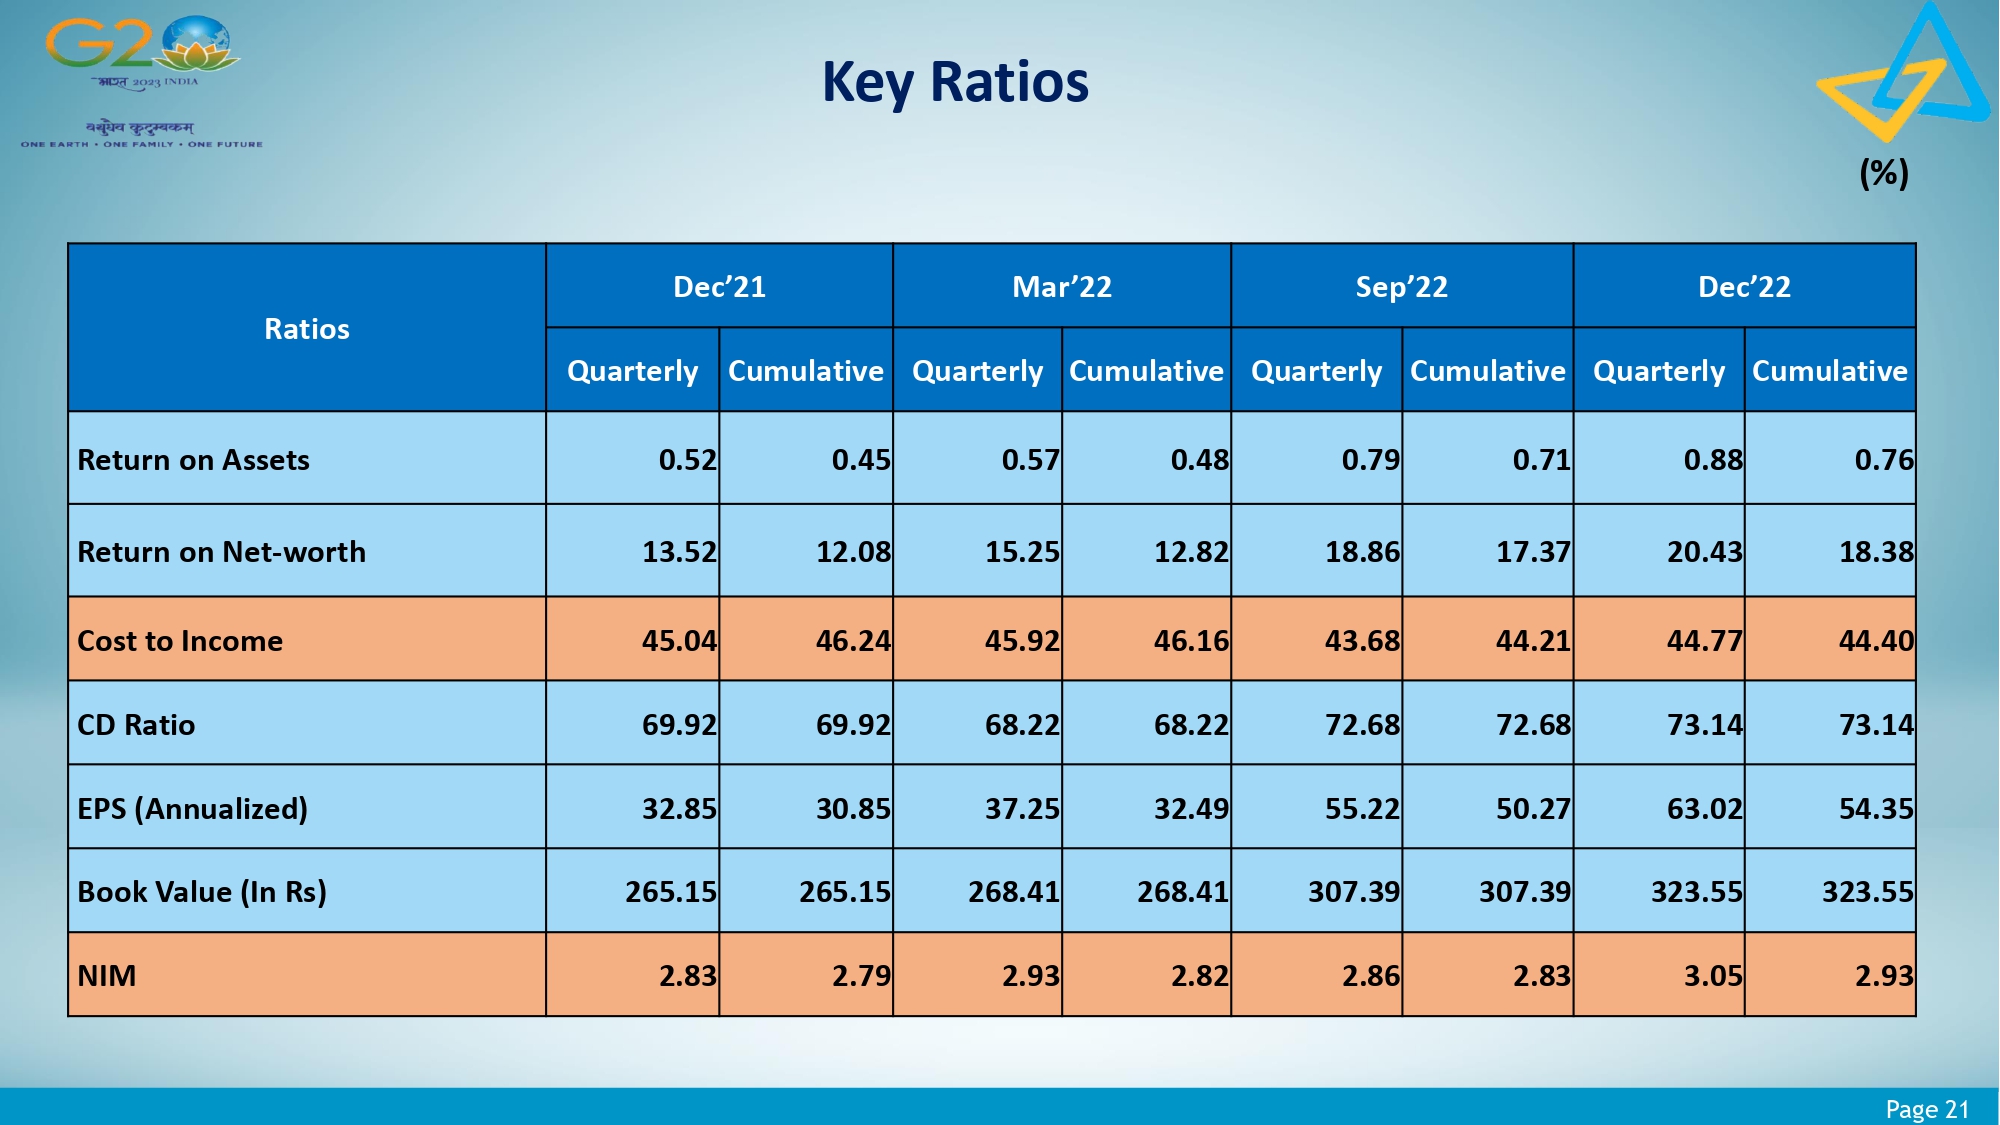 G20
भारत 2023 INDIA
वसुधैव कुटुम्बकम्
ONE EARTH • ONE FAMILY • ONE FUTURE
Key Ratios
(%)
Ratios Dec’21 Mar’22 Sep’22 Dec’22
Quarterly Cumulative Quarterly Cumulative Quarterly Cumulative Quarterly Cumulative
Return on Assets 0.52 0.45 0.57 0.48 0.79 0.71 0.88 0.76
Return on Net-worth 13.52 12.08 15.25 12.82 18.86 17.37 20.43 18.38
Cost to Income 45.04 46.24 45.92 46.16 43.68 44.21 44.77 44.40
CD Ratio 69.92 69.92 68.22 68.22 72.68 72.68 73.14 73.14
EPS (Annualized) 32.85 30.85 37.25 32.49 55.22 50.27 63.02 54.35
Book Value (In Rs) 265.15 265.15 268.41 268.41 307.39 307.39 323.55 323.55
NIM 2.83 2.79 2.93 2.82 2.86 2.83 3.05 2.93
Page 21